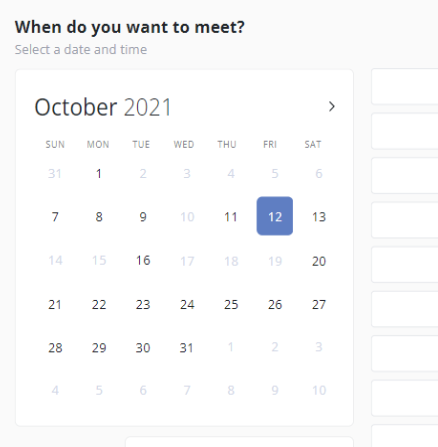 When do you want to meet?
Select a date and time
October 2021
SUN MON TUE WED THU FRI SAT
31 1 2 3 4 5 6
7 8 9 10 11 12 13
14 15 16 17 18 19 20
21 22 23 24 25 26 27
28 29 30 31 1 2 3
4 5 6 7 8 9 10